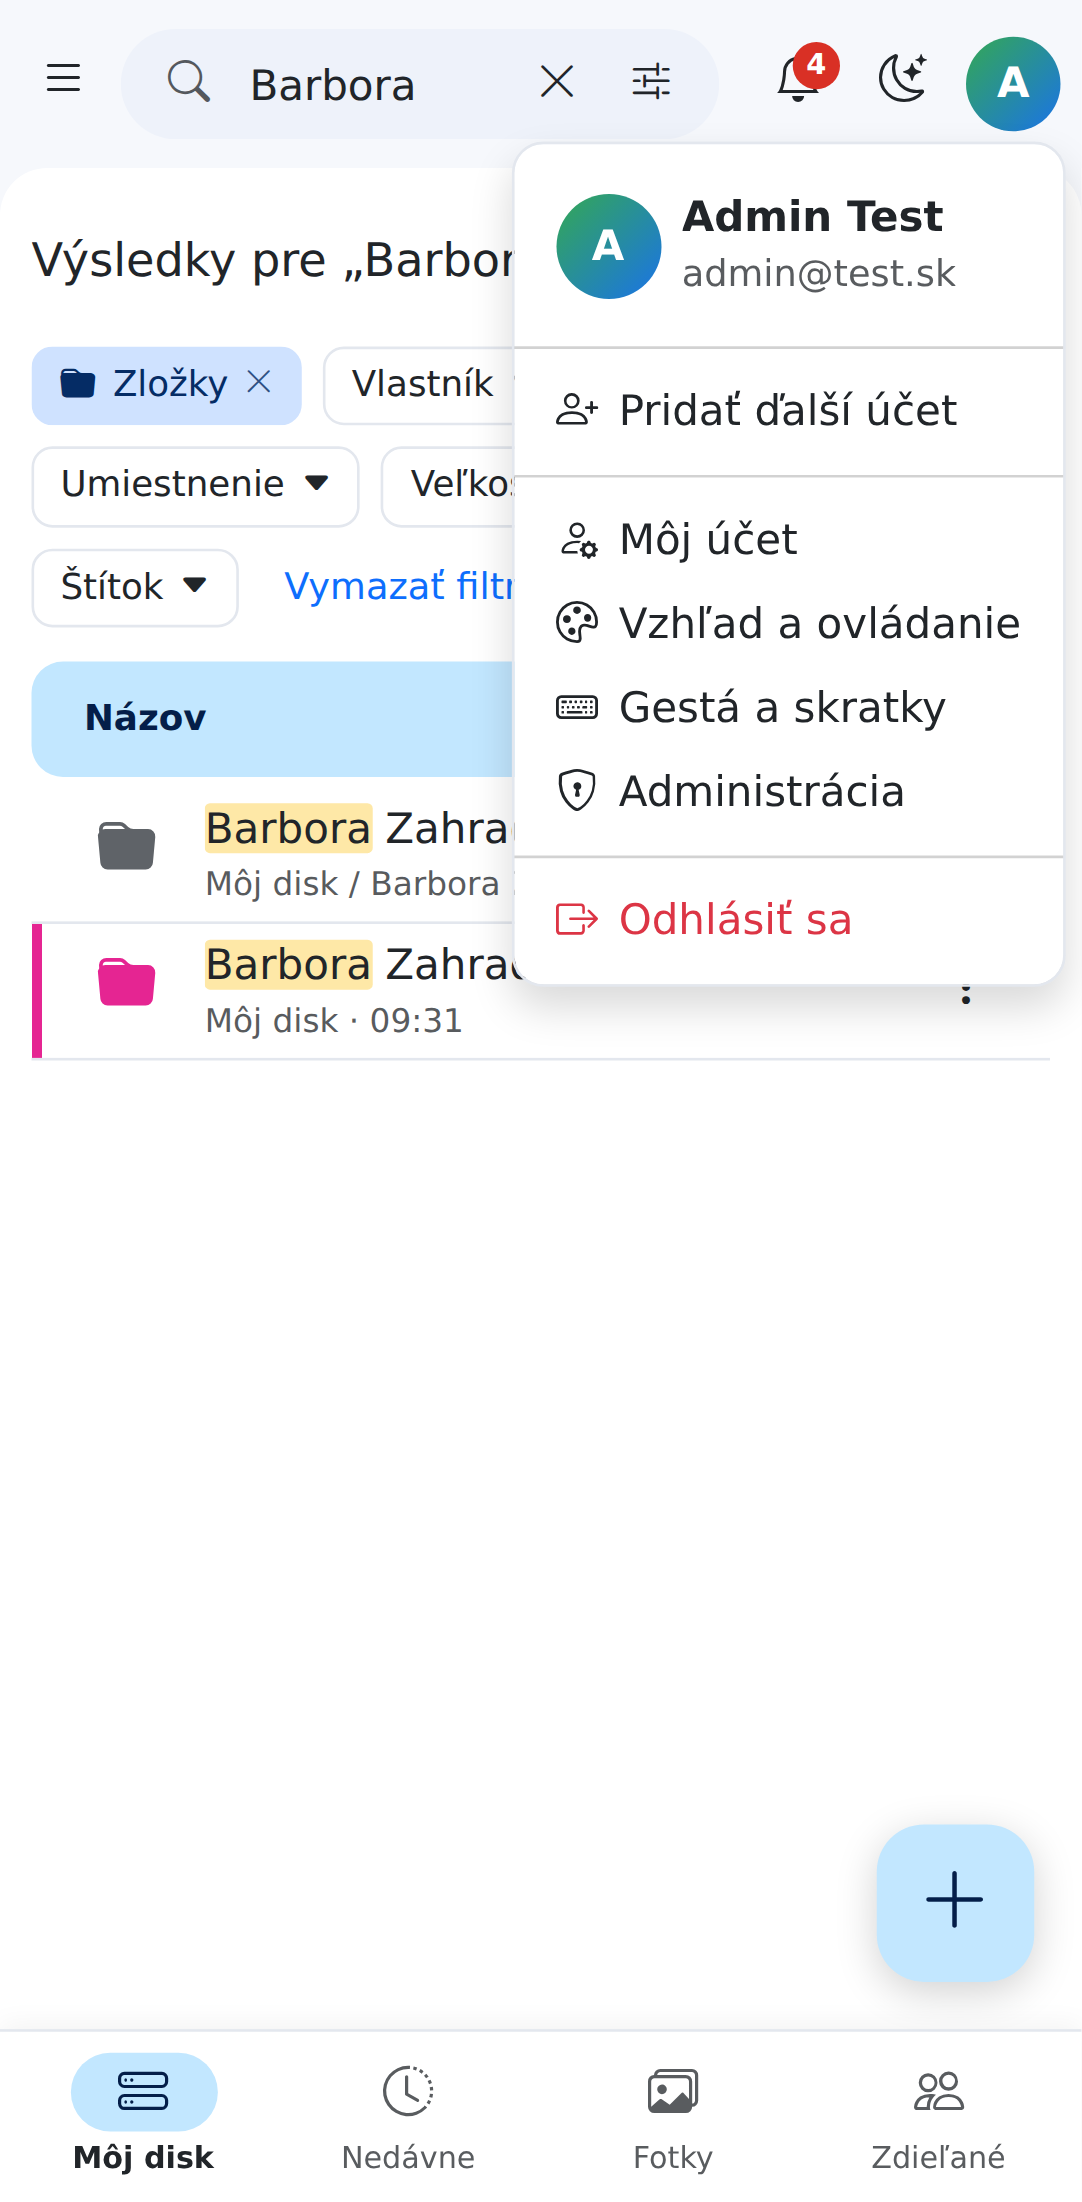 Barbora
4
A
A
Admin Test
admin@test.sk
Výsledky pre „Barbor
Zložky
Vlastník
Pridať ďalší účet
Umiestnenie
Môj účet
Štítok
Vymazať filtr
Vzhľad a ovládanie
Názov
Gestá a skratky
Administrácia
Barbora Zahra
Môj disk / Barbora
Odhlásiť sa
Barbora Zahra
Môj disk · 09:31
Môj disk
Nedávne
Fotky
Zdieľané